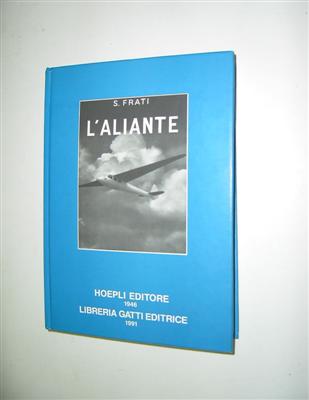 S. FRATI
L'ALIANTE
HOEPLI EDITORE
1946
LIBRERIA GATTI EDITRICE
1991